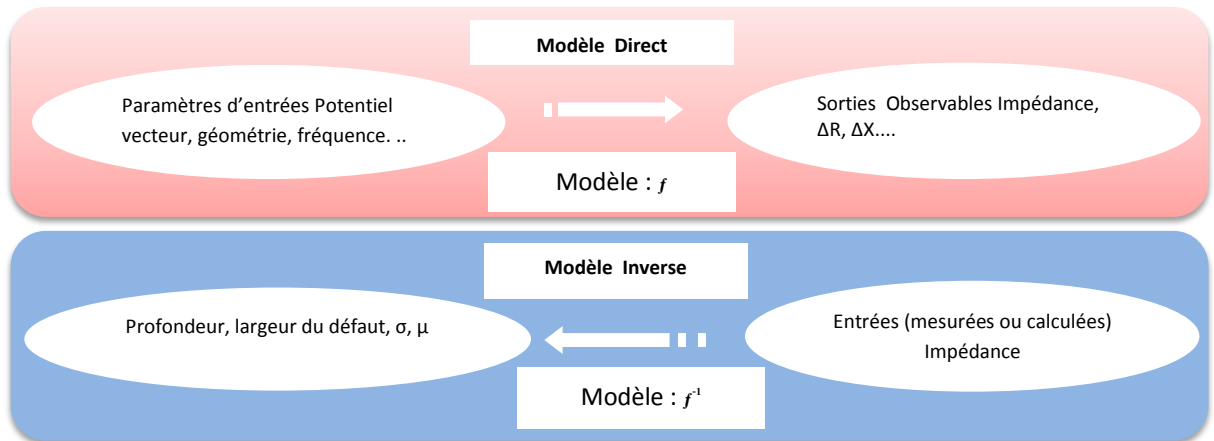 Modèle Direct
Paramètres d'entrées Potentiel
vecteur, géométrie, fréquence. ..
Sorties Observables Impédance,
ΔR, ΔX....
Modèle : f
Modèle Inverse
Profondeur, largeur du défaut, σ, μ
Entrées (mesurées ou calculées)
Impédance
Modèle : f⁻¹